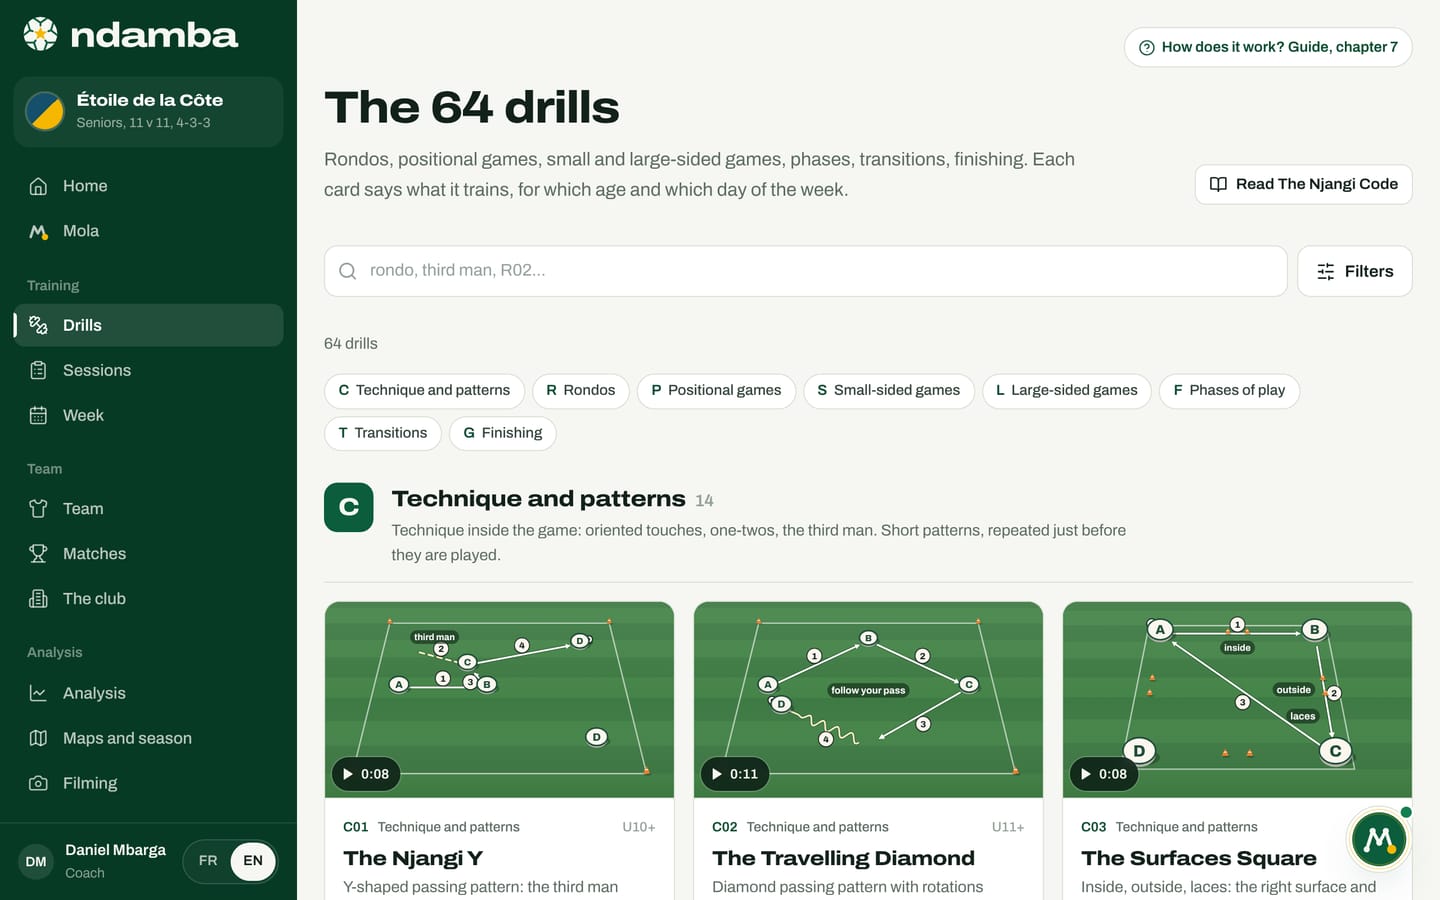 ndamba
Étoile de la Côte
Seniors, 11 v 11, 4-3-3
Home
Mola
Training
Drills
Sessions
Week
Team
Team
Matches
The club
Analysis
Analysis
Maps and season
Filming
DM
Daniel Mbarga
Coach
FR
EN
How does it work? Guide, chapter 7
The 64 drills
Rondos, positional games, small and large-sided games, phases, transitions, finishing. Each
card says what it trains, for which age and which day of the week.
Read The Njangi Code
rondo, third man, R02...
Filters
64 drills
C Technique and patterns
R Rondos
P Positional games
S Small-sided games
L Large-sided games
F Phases of play
T Transitions
G Finishing
C
Technique and patterns 14
Technique inside the game: oriented touches, one-twos, the third man. Short patterns, repeated just before
they are played.
third man
2
4
D
C
A
1
3
B
D
0:08
C01 Technique and patterns U10+
The Njangi Y
Y-shaped passing pattern: the third man
B
1
2
A
follow your pass
C
D
3
4
0:11
C02 Technique and patterns U11+
The Travelling Diamond
Diamond passing pattern with rotations
A
1
B
inside
outside
2
3
laces
D
C
0:08
C03 Technique and patterns
The Surfaces Square
Inside, outside, laces: the right surface and
M